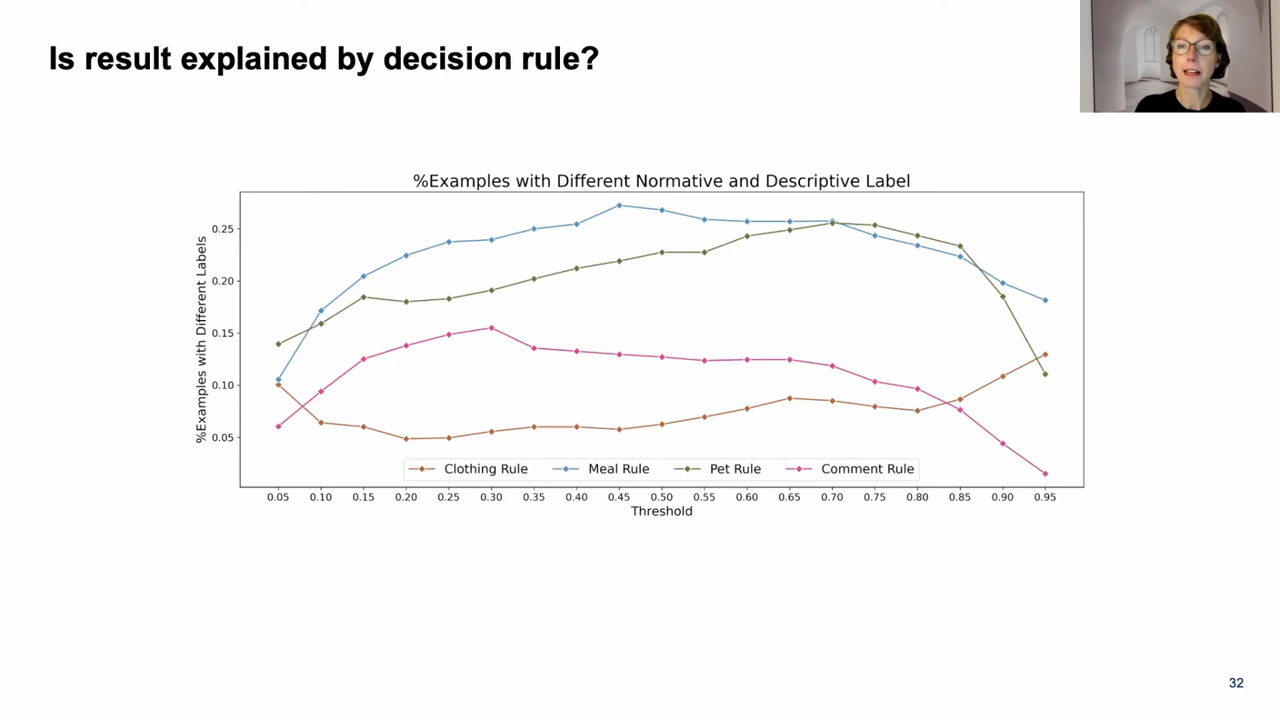 Is result explained by decision rule?
%Examples with Different Normative and Descriptive Label
%Examples with Different Labels
0.25
0.20
0.15
0.10
0.05
Clothing Rule Meal Rule Pet Rule Comment Rule
0.05 0.10 0.15 0.20 0.25 0.30 0.35 0.40 0.45 0.50 0.55 0.60 0.65 0.70 0.75 0.80 0.85 0.90 0.95
Threshold
32